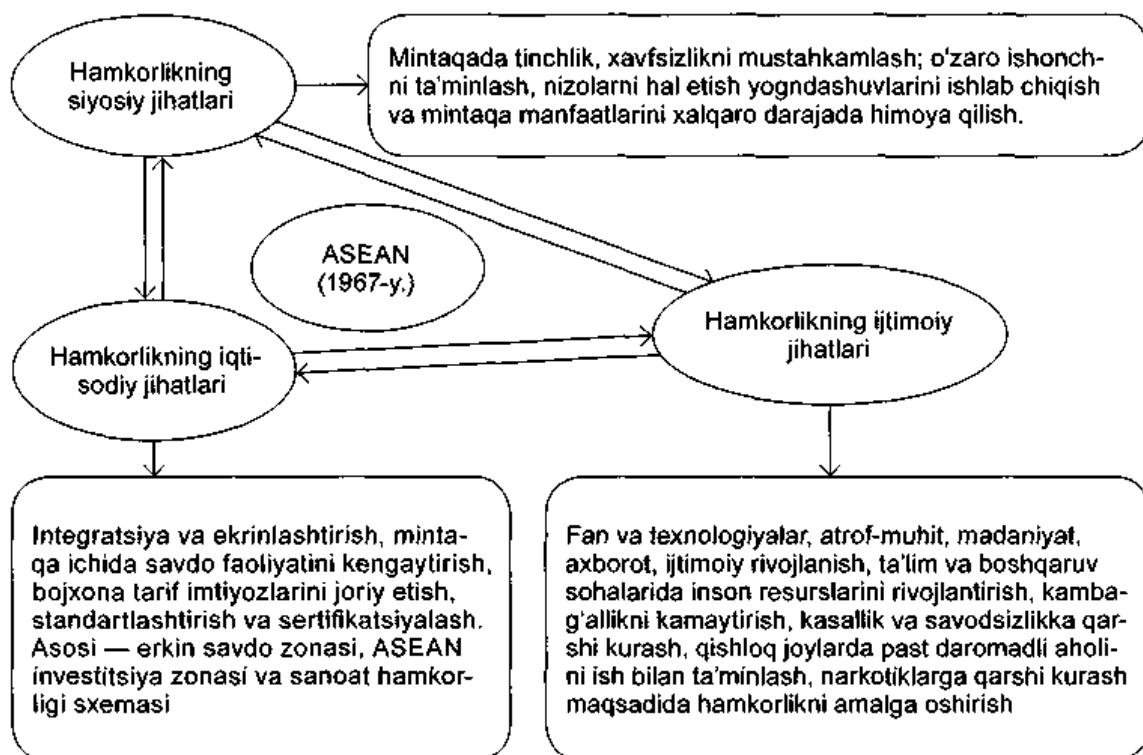 Hamkorlikning
siyosiy jihatlari
Mintaqada tinchlik, xavfsizlikni mustahkamlash; o'zaro ishonch-
ni ta'minlash, nizolarni hal etish yogndashuvlarini ishlab chiqish
va mintaqa manfaatlarini xalqaro darajada himoya qilish.
ASEAN
(1967-y.)
Hamkorlikning ijtimoiy
jihatlari
Hamkorlikning iqti-
sodiy jihatlari
Integratsiya va ekrinlashtirish, minta-
qa ichida savdo faoliyatini kengaytirish,
bojxona tarif imtiyozlarini joriy etish,
standartlashtirish va sertifikatsiyalash.
Asosi — erkin savdo zonasi, ASEAN
investitsiya zonasi va sanoat hamkor-
ligi sxemasi
Fan va texnologiyalar, atrof-muhit, madaniyat,
axborot, ijtimoiy rivojlanish, ta'lim va boshqaruv
sohalarida inson resurslarini rivojlantirish, kamba-
g'allikni kamaytirish, kasallik va savodsizlikka qar-
shi kurash, qishloq joylarda past daromadli aholi-
ni ish bilan ta'minlash, narkotiklarga qarshi kurash
maqsadida hamkorlikni amalga oshirish